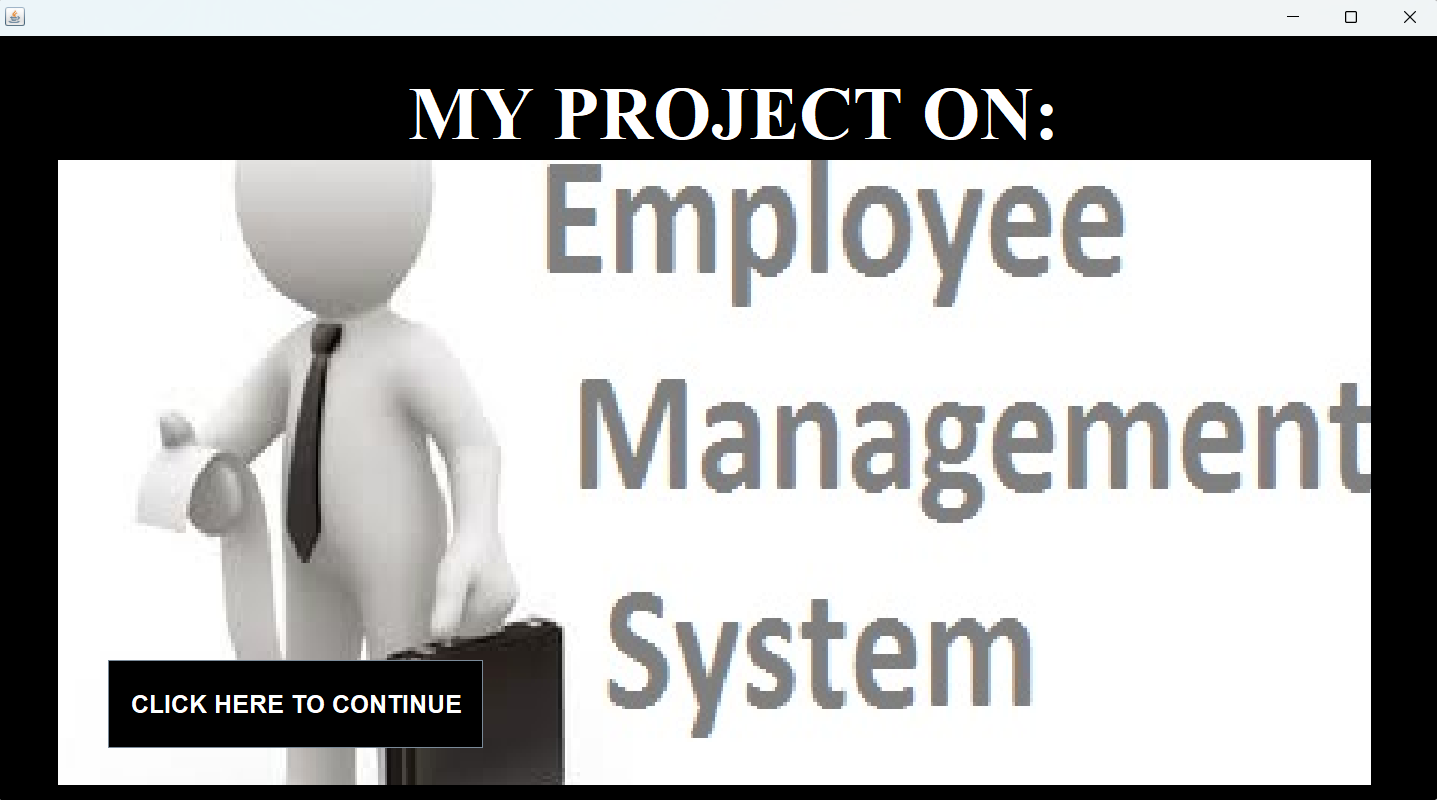 MY PROJECT ON:
Employee
Management
System
CLICK HERE TO CONTINUE